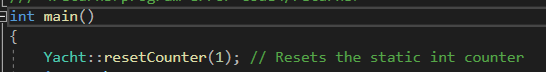 int main()
{
Yacht::resetCounter(1); // Resets the static int counter